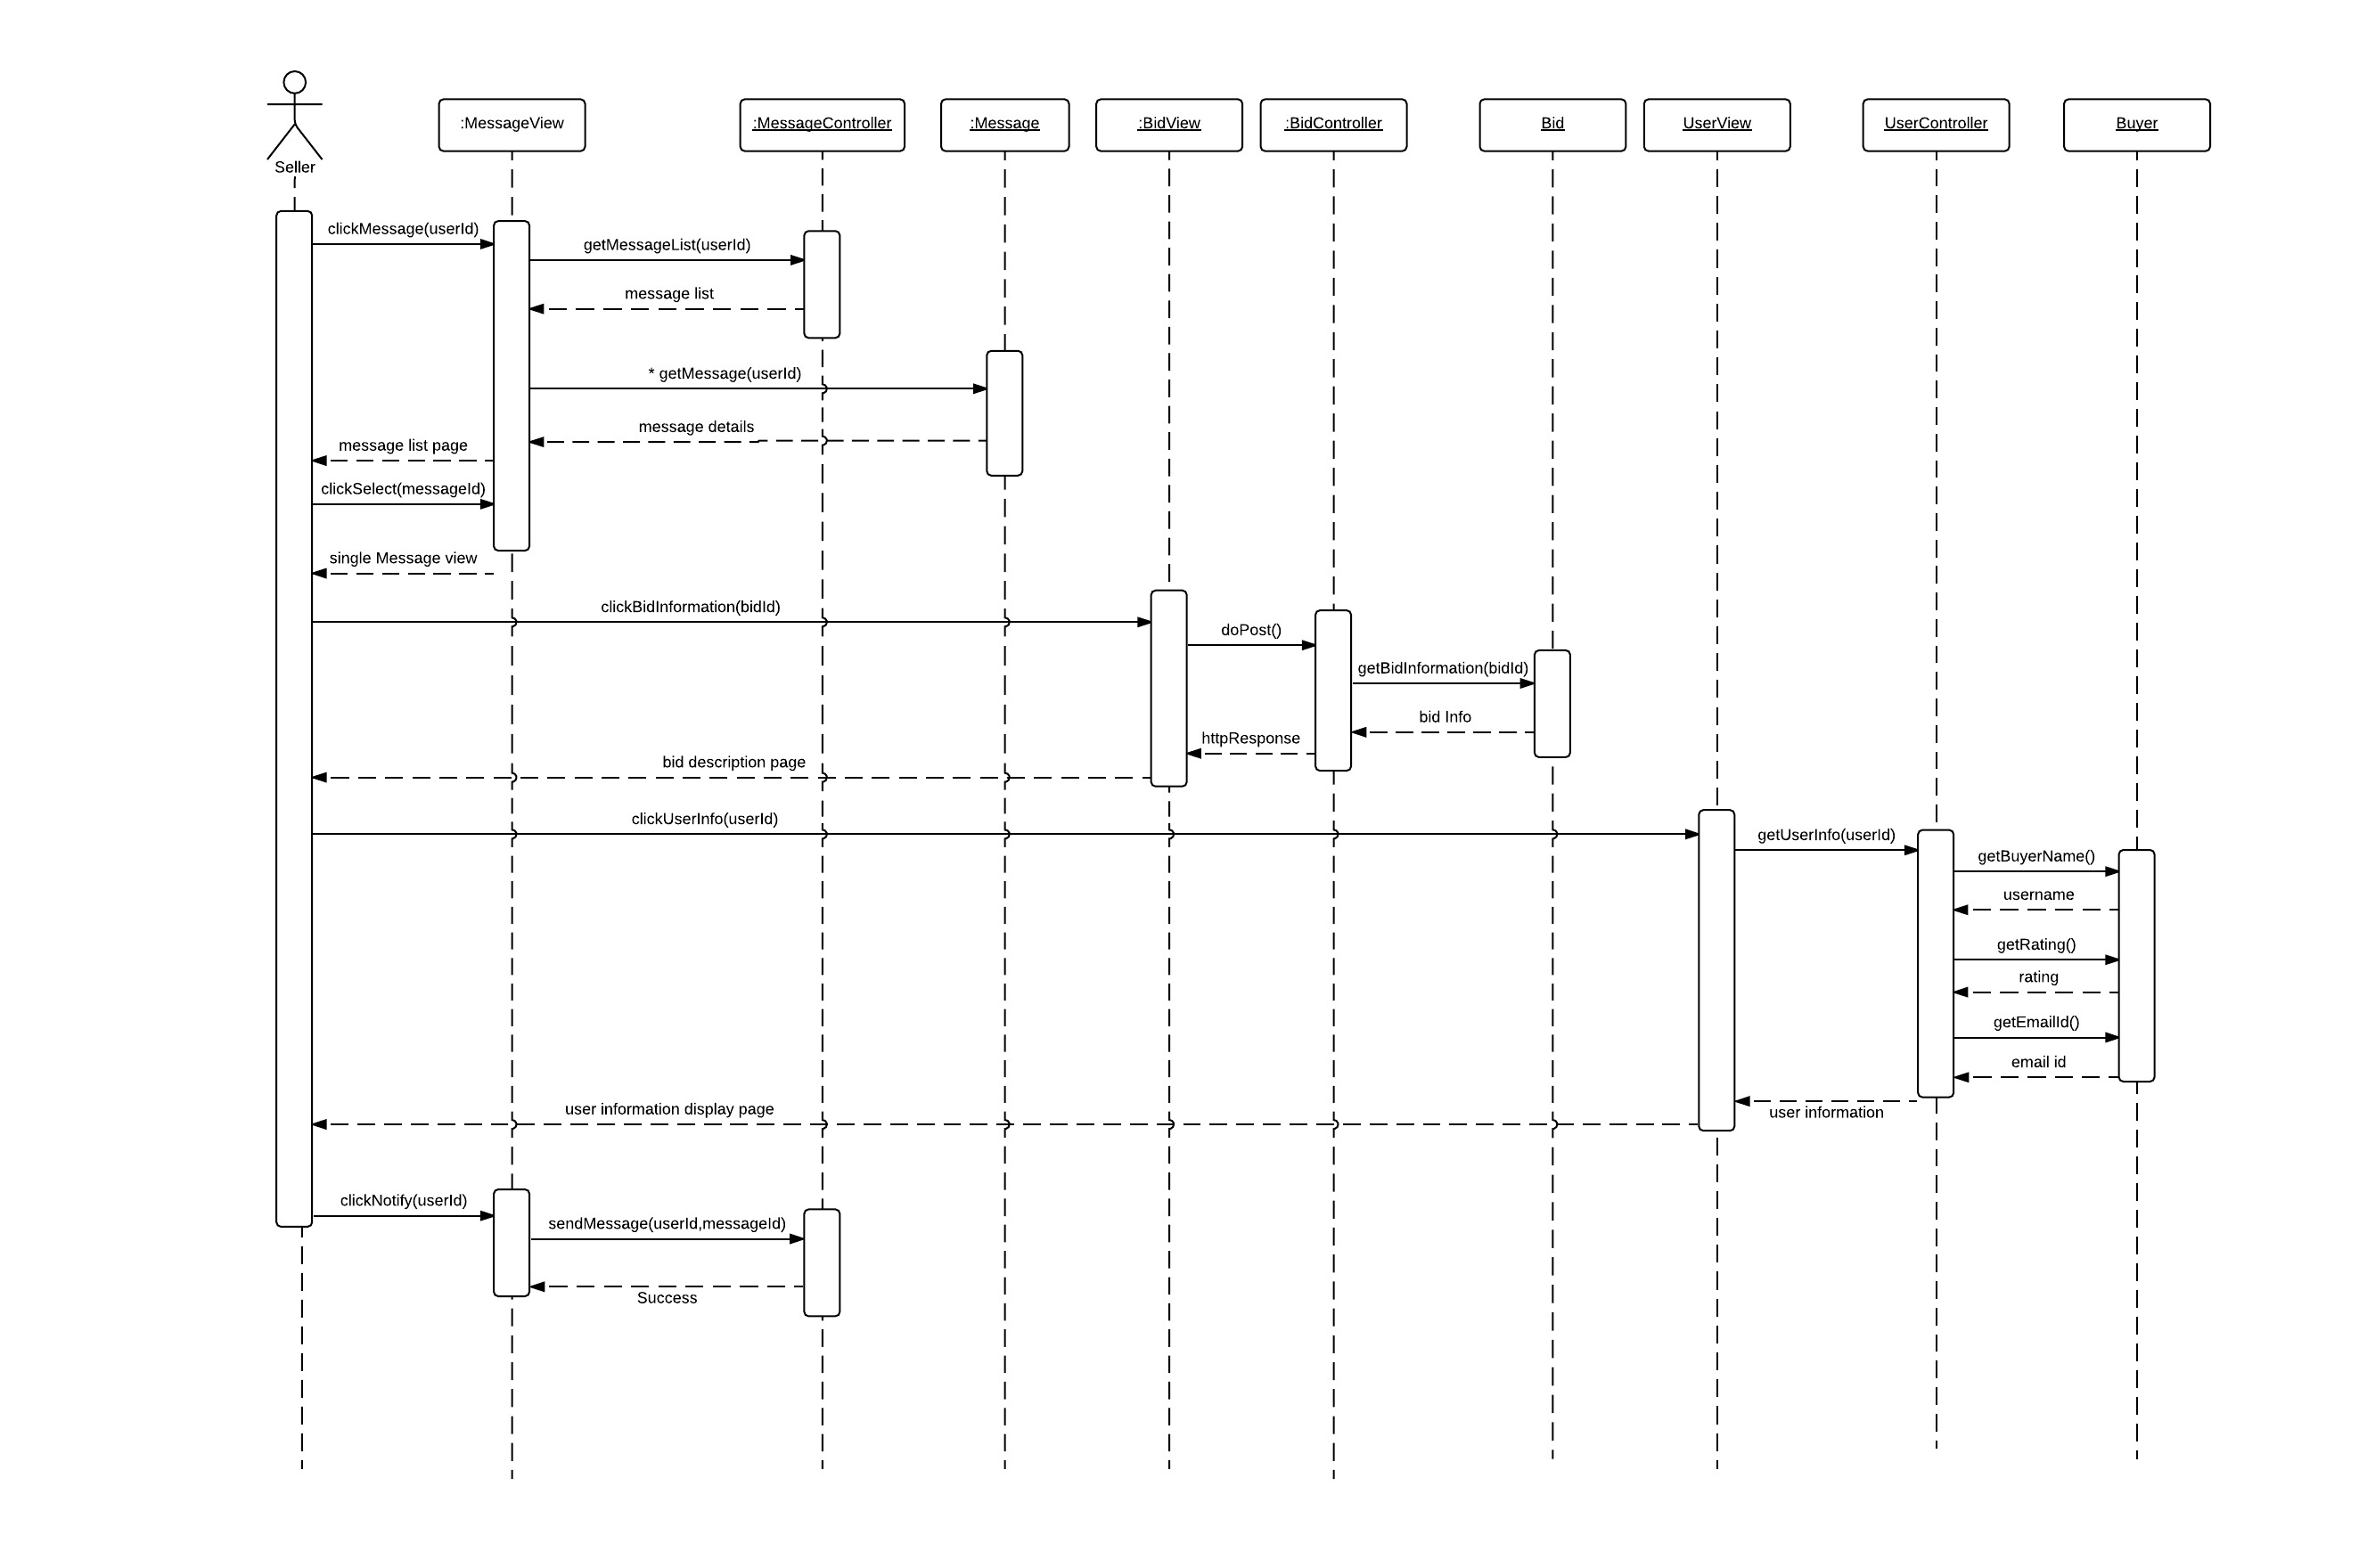 :MessageView
:MessageController
:Message
:BidView
:BidController
Bid
UserView
UserController
Buyer
Seller
clickMessage(userId)
getMessageList(userId)
message list
* getMessage(userId)
message details
message list page
clickSelect(messageId)
single Message view
clickBidInformation(bidId)
doPost()
getBidInformation(bidId)
bid Info
httpResponse
bid description page
clickUserInfo(userId)
getUserInfo(userId)
getBuyerName()
username
getRating()
rating
getEmailId()
email id
user information display page
user information
clickNotify(userId)
sendMessage(userId,messageId)
Success